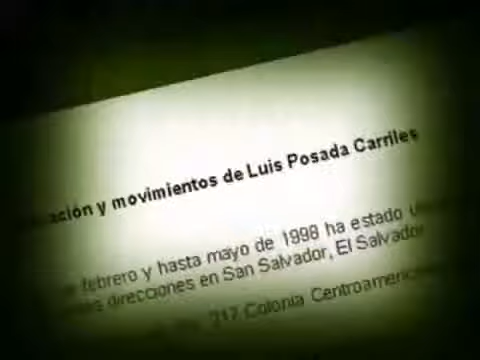 ación y movimientos de Luis Posada Carriles
febrero y hasta mayo de 1998 ha estado
direcciones en San Salvador, El Salvador
217 Colonia Centroameric